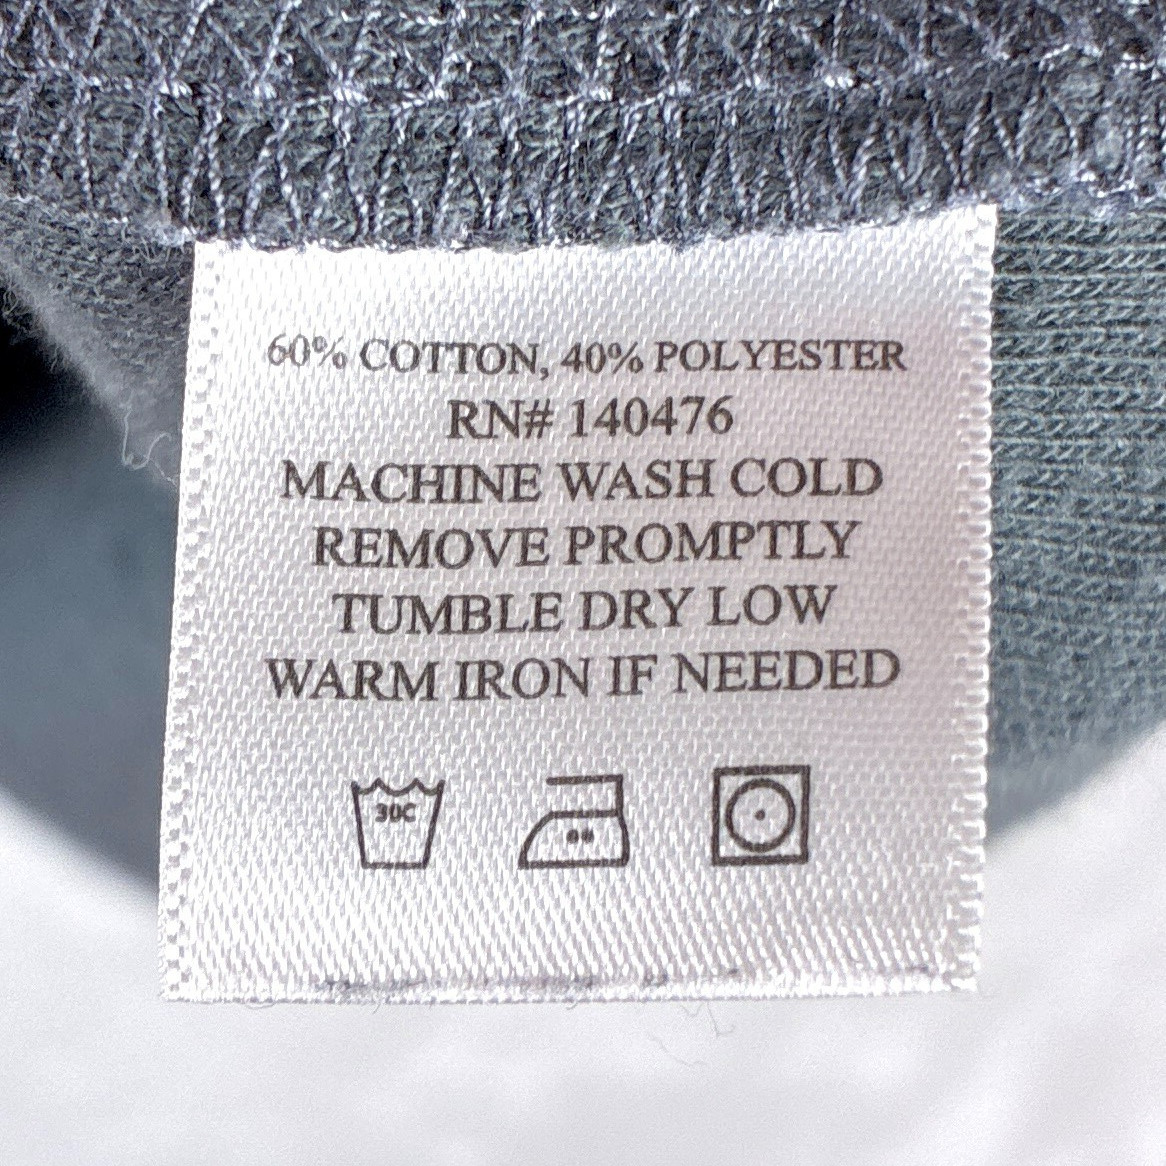 60% COTTON, 40% POLYESTER
RN# 140476
MACHINE WASH COLD
REMOVE PROMPTLY
TUMBLE DRY LOW
WARM IRON IF NEEDED
30C